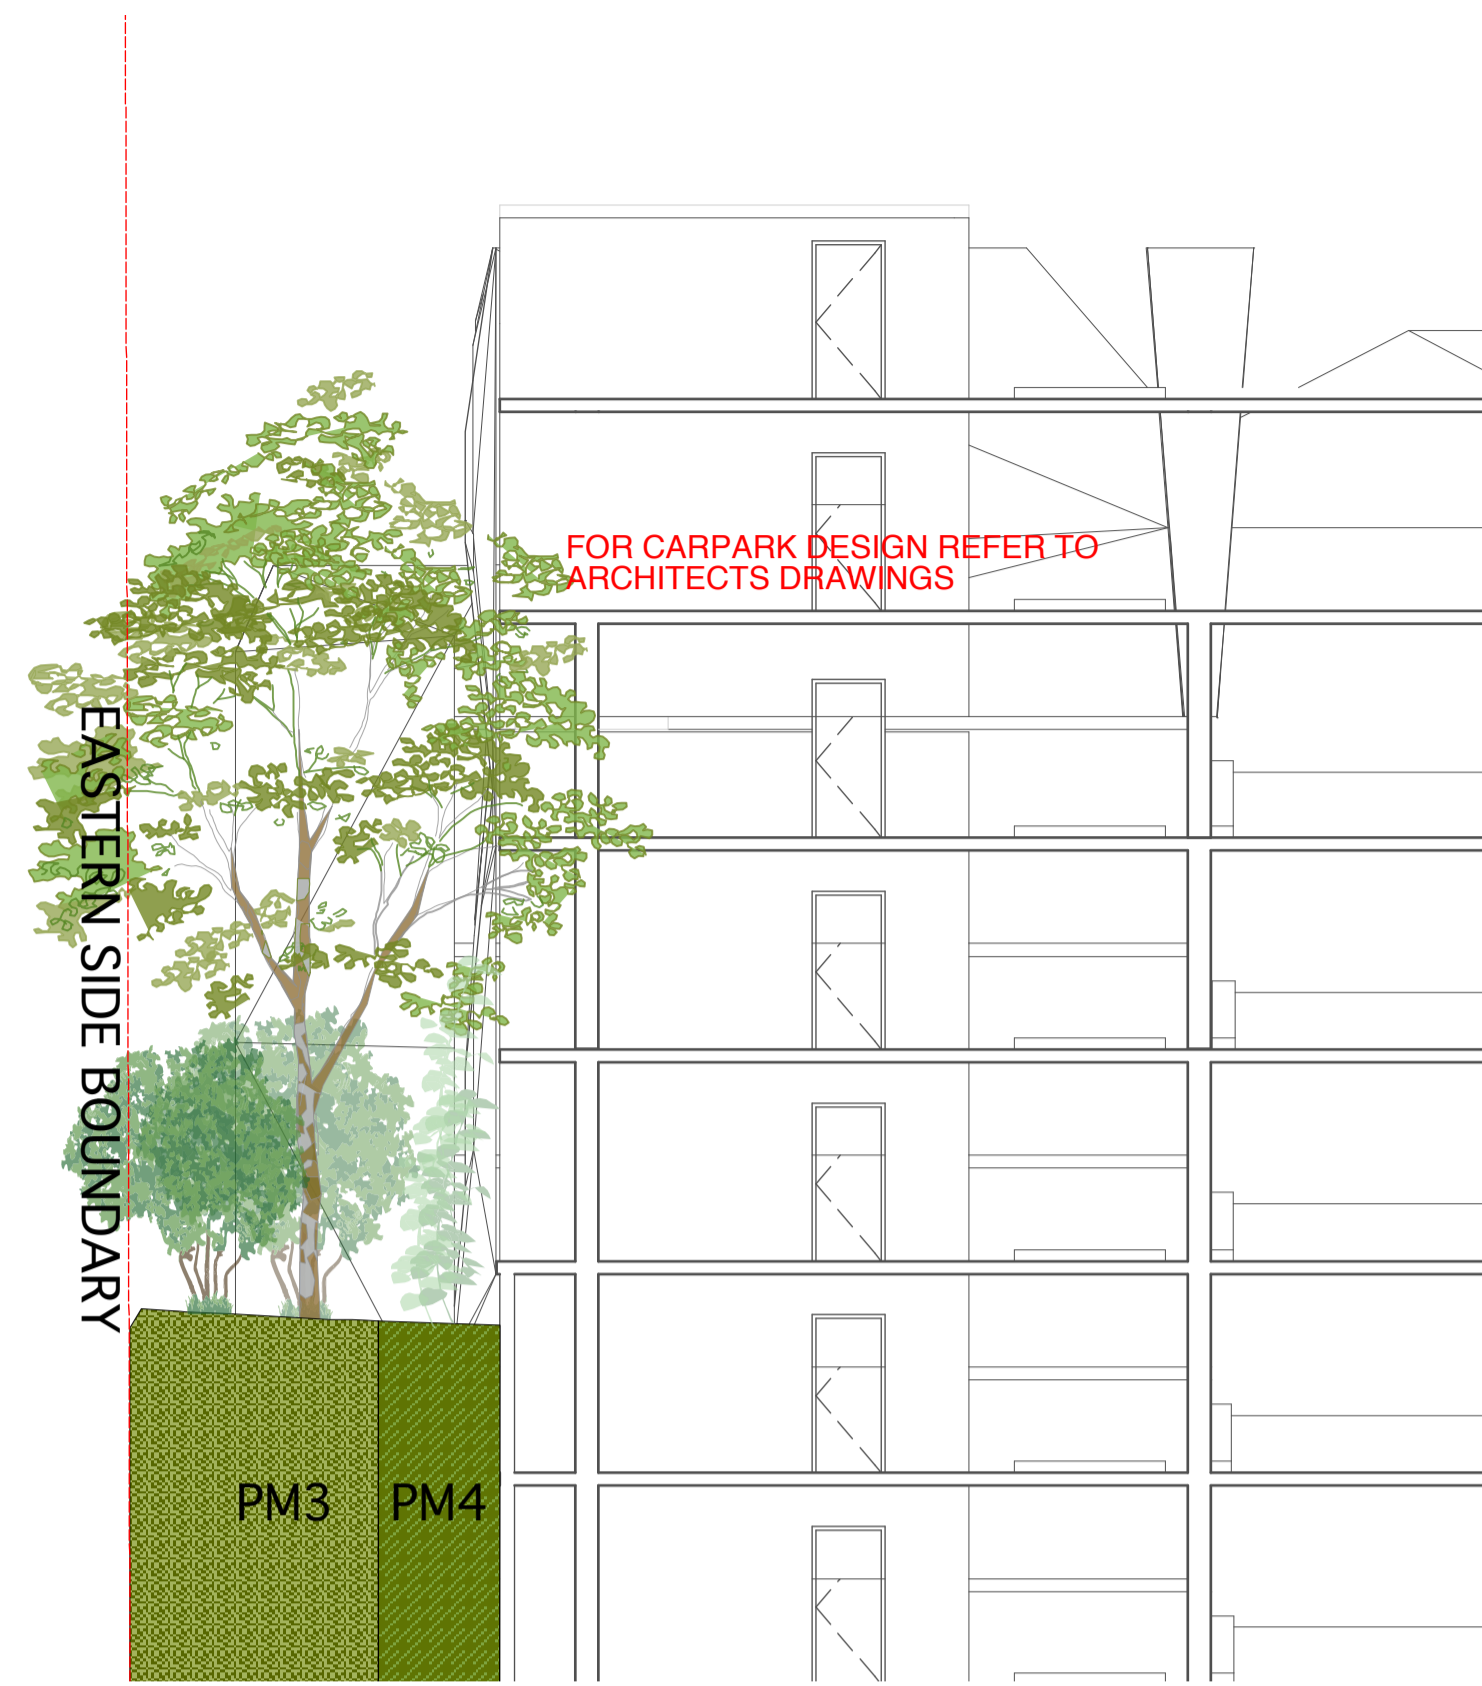 FOR CARPARK DESIGN REFER TO
ARCHITECTS DRAWINGS
EASTERN SIDE BOUNDARY
PM3
PM4